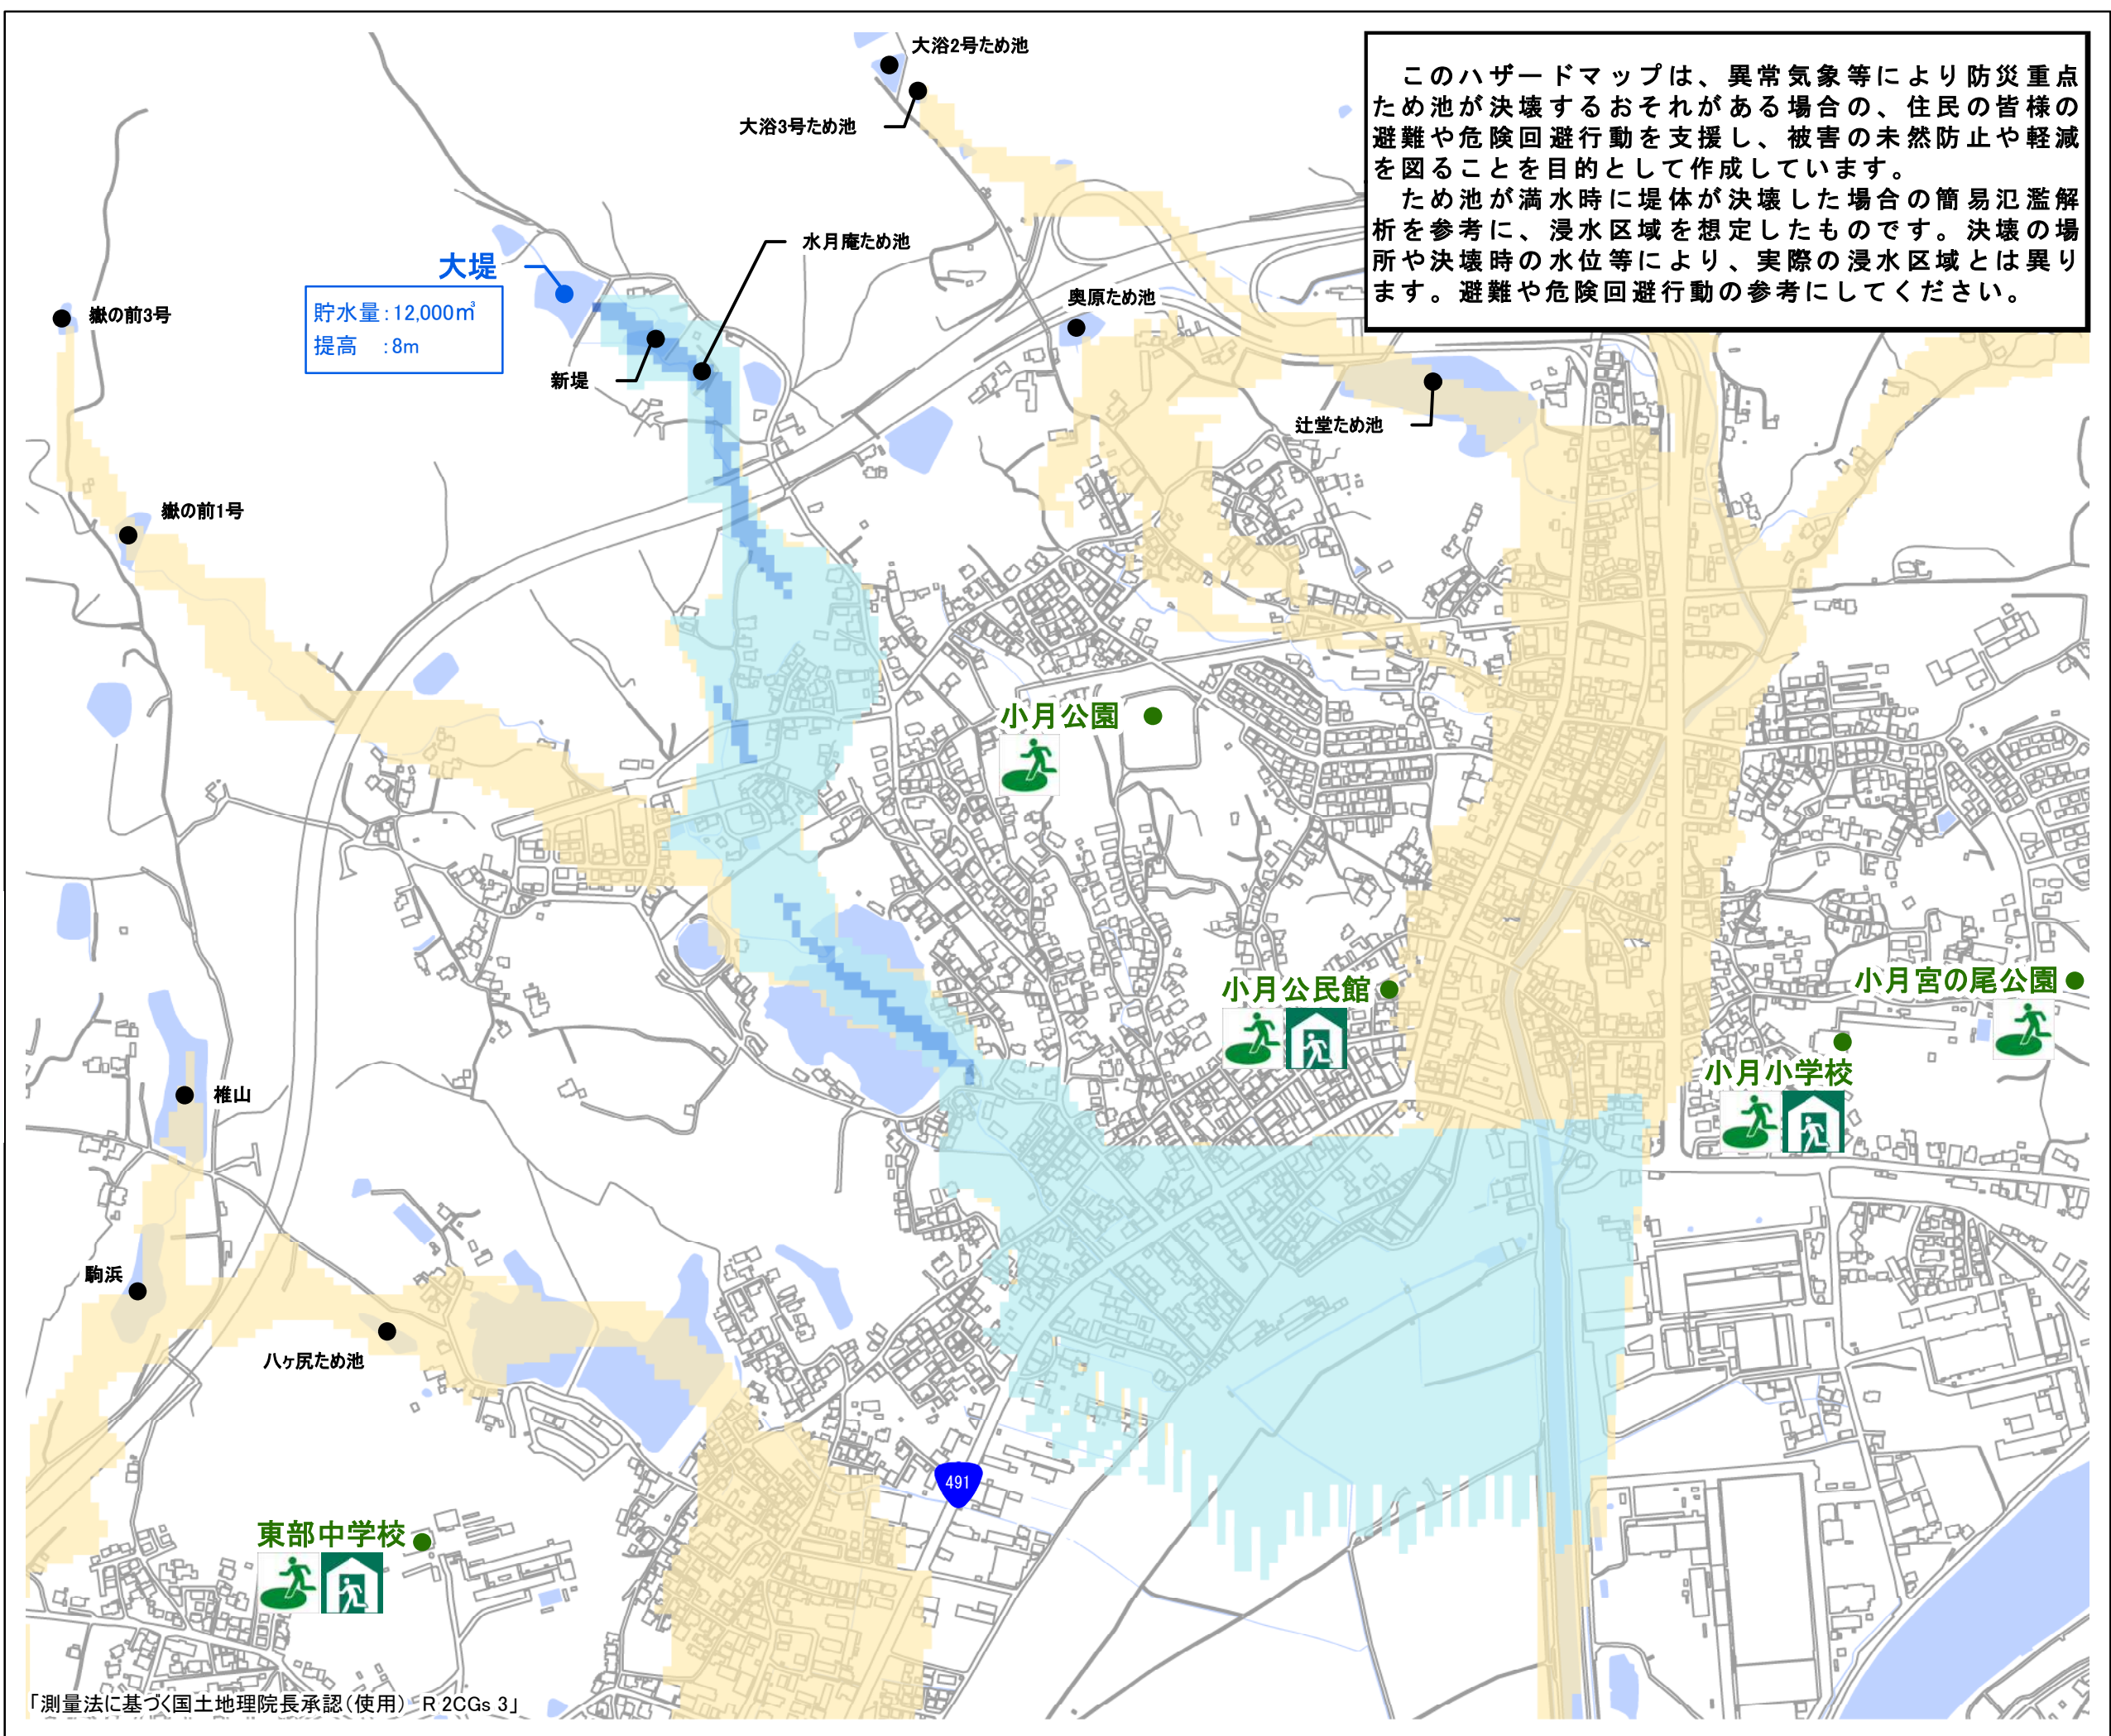 大浴2号ため池
大浴3号ため池
このハザードマップは、異常気象等により防災重点
ため池が決壊するおそれがある場合の、住民の皆様の
避難や危険回避行動を支援し、被害の未然防止や軽減
を図ることを目的として作成しています。
ため池が満水時に堤体が決壊した場合の簡易氾濫解
析を参考に、浸水区域を想定したものです。決壊の場
所や決壊時の水位等により、実際の浸水区域とは異り
ます。避難や危険回避行動の参考にしてください。
水月庵ため池
大堤
貯水量:12,000㎥
提高 :8m
奥原ため池
嶽の前3号
新堤
辻堂ため池
嶽の前1号
小月公園
小月公民館
小月宮の尾公園
小月小学校
椎山
駒浜
八ヶ尻ため池
491
東部中学校
「測量法に基づく国土地理院長承認(使用) R 2CGs 3」